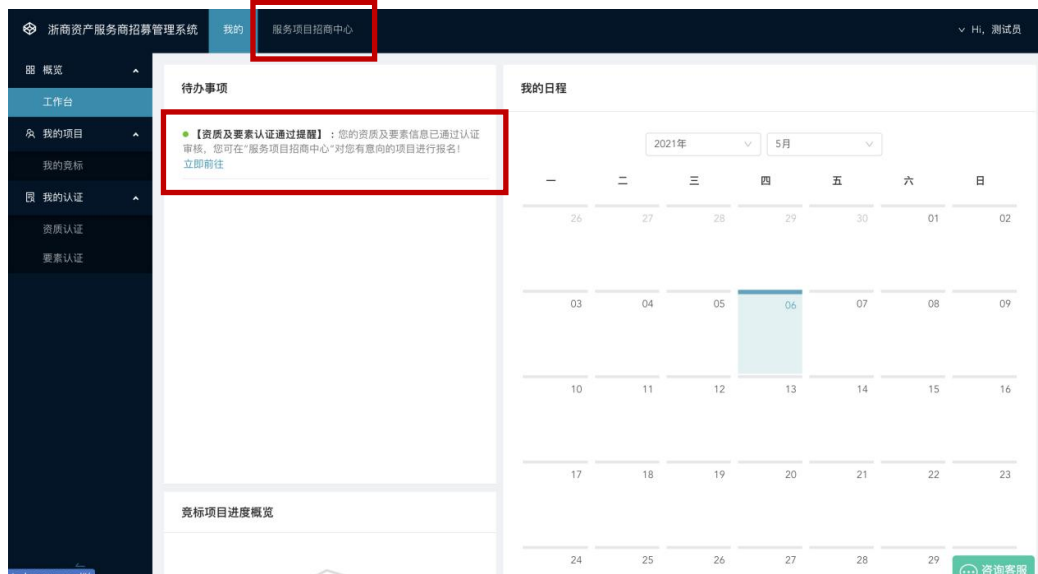 浙商资产服务商招募管理系统 我的 服务项目招商中心 Hi，测试员
概览
工作台
我的项目
我的竞标
我的认证
资质认证
要素认证
待办事项
【资质及要素认证通过提醒】：您的资质及要素信息已通过认证
审核，您可在"服务项目招商中心"对您有意向的项目进行报名！
立即前往
竞标项目进度概览
我的日程
2021年 5月
一 二 三 四 五 六 日
26 27 28 29 30 01 02
03 04 05 06 07 08 09
10 11 12 13 14 15 16
17 18 19 20 21 22 23
24 25 26 27 28 29
咨询客服